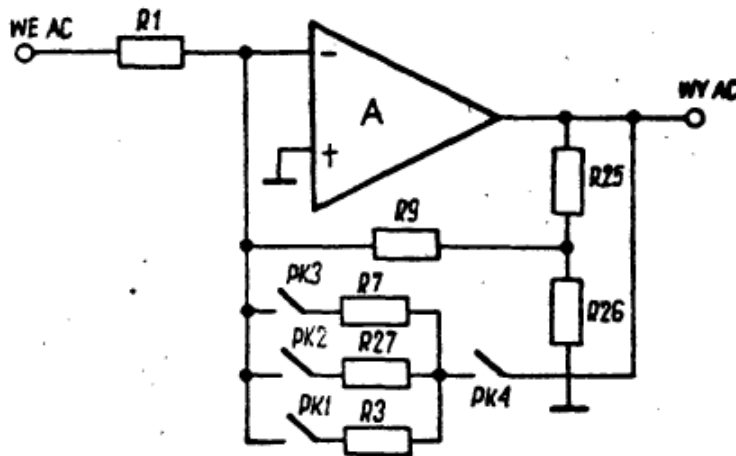 WE AC
R1
-
A
+
WY AC
R25
R9
PK3
R7
R26
PK2
R27
PK4
PK1
R3